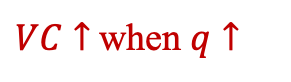 VC ↑ when q ↑